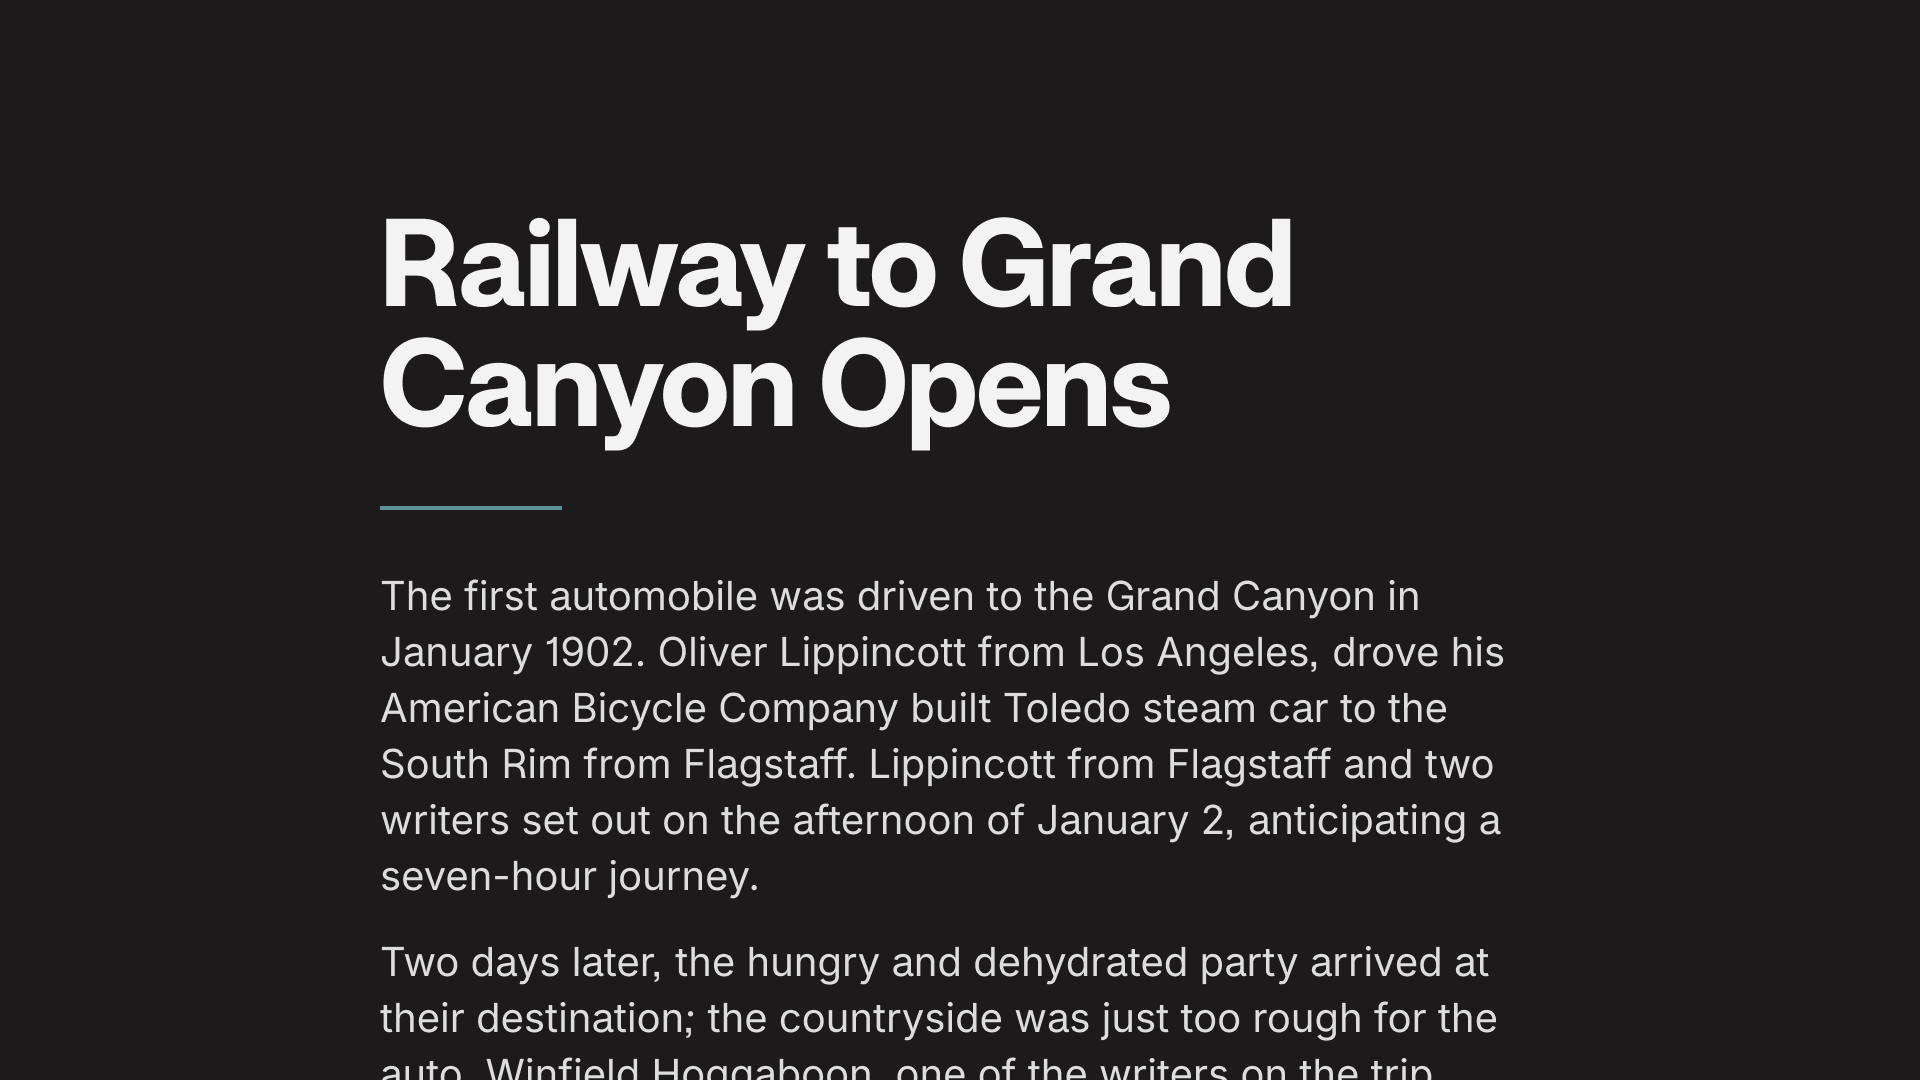 Railway to Grand
Canyon Opens
The first automobile was driven to the Grand Canyon in
January 1902. Oliver Lippincott from Los Angeles, drove his
American Bicycle Company built Toledo steam car to the
South Rim from Flagstaff. Lippincott from Flagstaff and two
writers set out on the afternoon of January 2, anticipating a
seven-hour journey.
Two days later, the hungry and dehydrated party arrived at
their destination; the countryside was just too rough for the
auto. Winfield Hoggaboon, one of the writers on the trip,